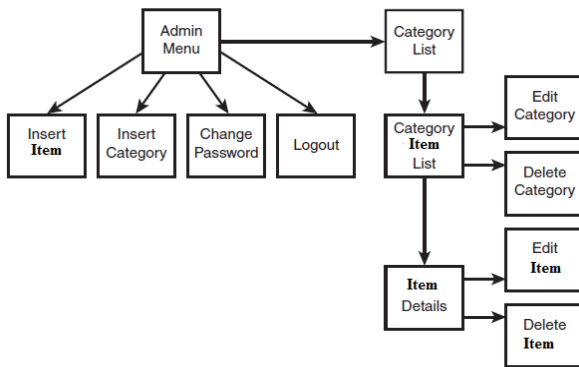 Admin
Menu
Category
List
Insert
Item
Insert
Category
Change
Password
Logout
Category
Item
List
Edit
Category
Delete
Category
Item
Details
Edit
Item
Delete
Item